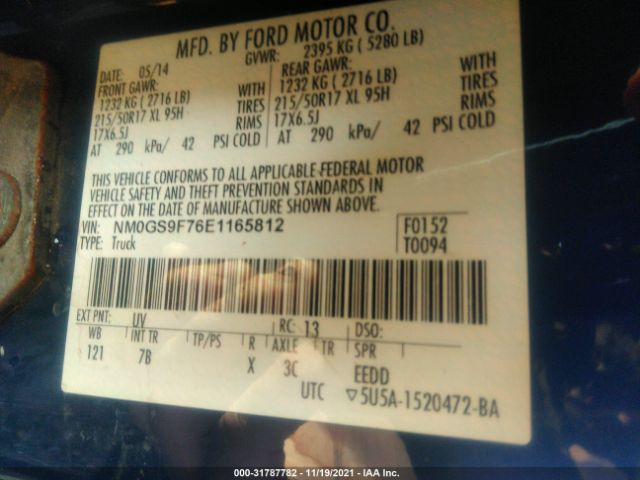 MFD. BY FORD MOTOR CO.
DATE: 05/14 GVWR: 2395 KG ( 5280 LB)
FRONT GAWR: REAR GAWR:
1232 KG ( 2716 LB) WITH 1232 KG ( 2716 LB) WITH
215/50R17 XL 95H TIRES 215/50R17 XL 95H TIRES
17X6.5J RIMS 17X6.5J RIMS
AT 290 kPa/ 42 PSI COLD AT 290 kPa/ 42 PSI COLD
THIS VEHICLE CONFORMS TO ALL APPLICABLE FEDERAL MOTOR
VEHICLE SAFETY AND THEFT PREVENTION STANDARDS IN
EFFECT ON THE DATE OF MANUFACTURE SHOWN ABOVE.
VIN: NM0GS9F76E1165812 F0152
TYPE: Truck T0094
EXT PNT: UV RC: 13 DSO:
WB INT TR TP/PS R AXLE TR SPR
121 7B X 3C EEDD
UTC ▽5U5A-1520472-BA
000-31787782 - 11/19/2021 - IAA Inc.